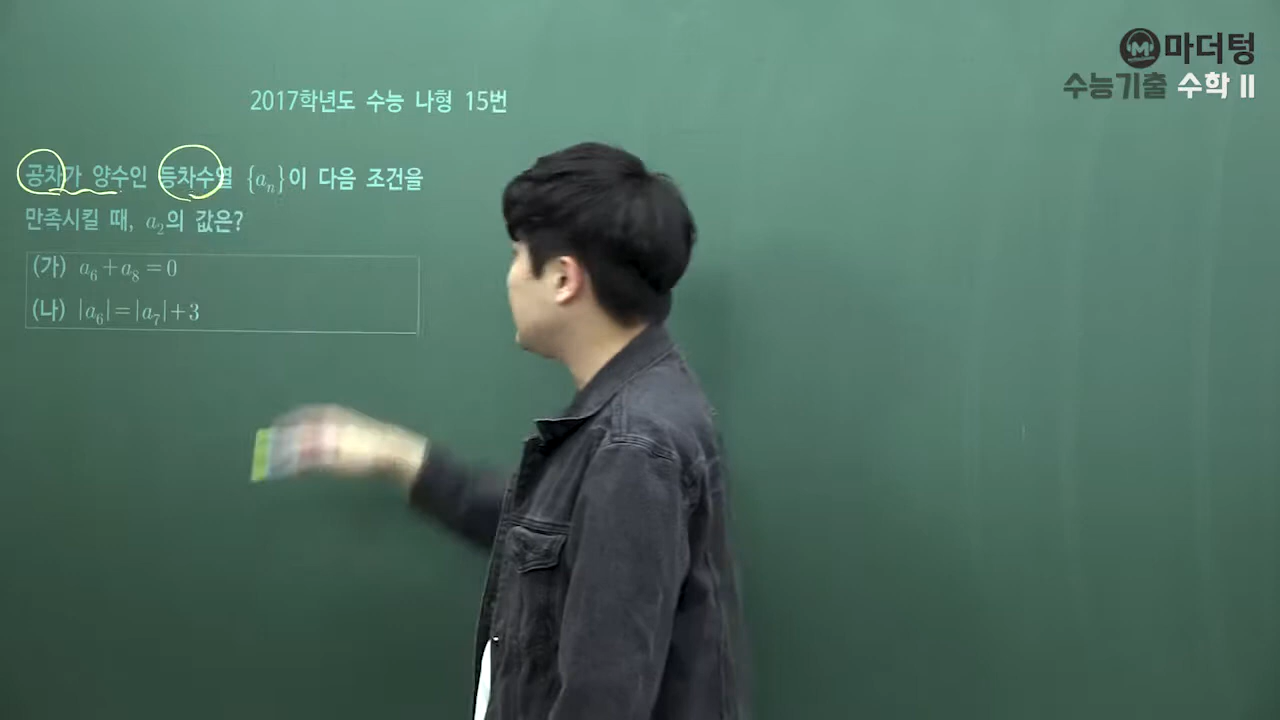 마더텅
수능기출 수학 II
2017학년도 수능 나형 15번
공차가 양수인 등차수열 {aₙ}이 다음 조건을
만족시킬 때, a₂의 값은?
(가) a₆+a₈=0
(나) |a₆|=|a₇|+3